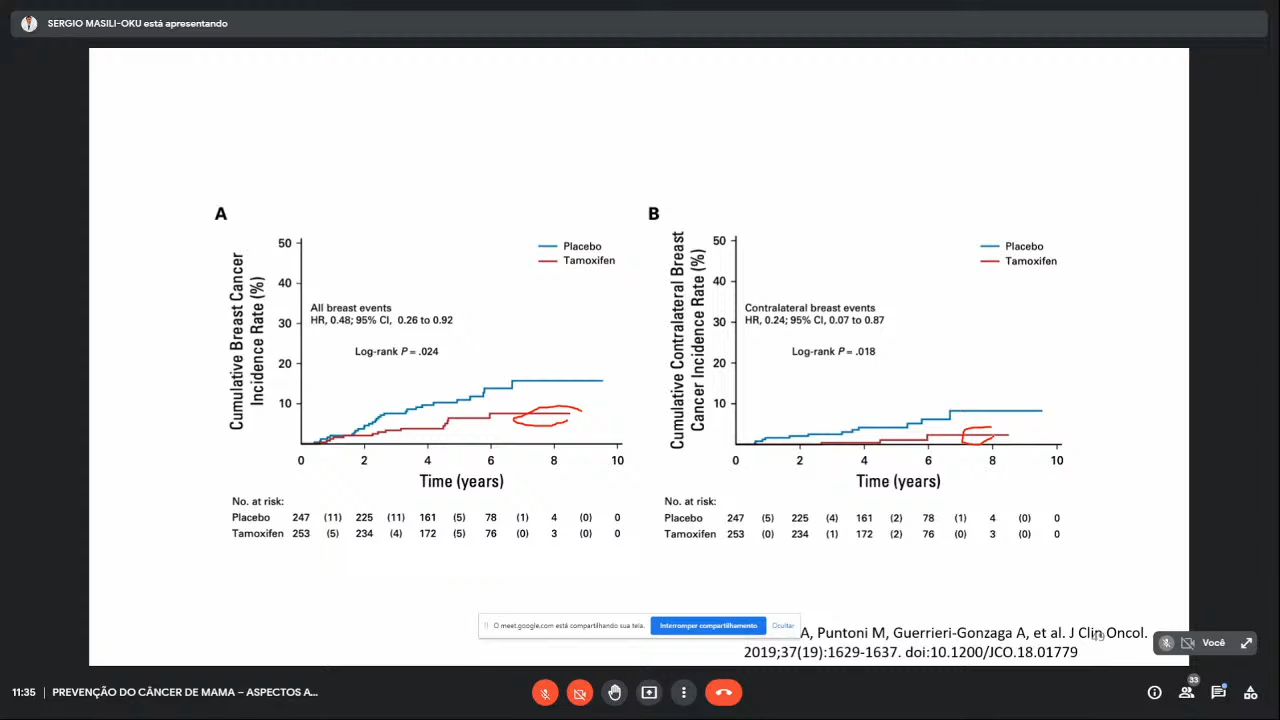 SERGIO MASILI-OKU está apresentando
A
Cumulative Breast Cancer
Incidence Rate (%)
50
40
30
20
10
Placebo
Tamoxifen
All breast events
HR, 0.48; 95% CI, 0.26 to 0.92
Log-rank P = .024
0 2 4 6 8 10
Time (years)
No. at risk:
Placebo 247 (11) 225 (11) 161 (5) 78 (1) 4 (0) 0
Tamoxifen 253 (5) 234 (4) 172 (5) 76 (0) 3 (0) 0
B
Cumulative Contralateral Breast
Cancer Incidence Rate (%)
50
40
30
20
10
Placebo
Tamoxifen
Contralateral breast events
HR, 0.24; 95% CI, 0.07 to 0.87
Log-rank P = .018
0 2 4 6 8 10
Time (years)
No. at risk:
Placebo 247 (5) 225 (4) 161 (2) 78 (1) 4 (0) 0
Tamoxifen 253 (0) 234 (1) 172 (2) 76 (0) 3 (0) 0
O meet.google.com está compartilhando sua tela.
Interromper compartilhamento
Ocultar
A, Puntoni M, Guerrieri-Gonzaga A, et al. J Clin Oncol.
2019;37(19):1629-1637. doi:10.1200/JCO.18.01779
Você
11:35 | PREVENÇÃO DO CÂNCER DE MAMA – ASPECTOS A...
33